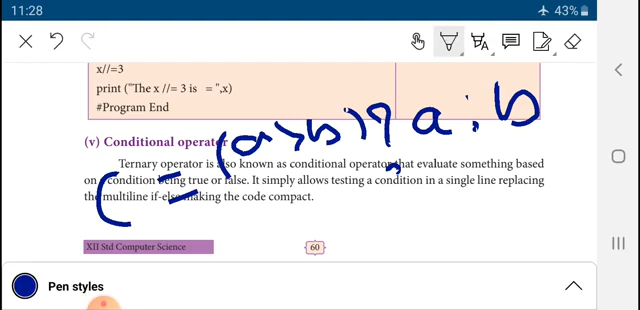 11:28 43%
x//=3
print ("The x //= 3 is = ",x)
#Program End
(v) Conditional operator
c = (a>b)? a : b
Ternary operator is also known as conditional operator that evaluate something based
on a condition being true or false. It simply allows testing a condition in a single line replacing
the multiline if-else making the code compact.
XII Std Computer Science 60
Pen styles